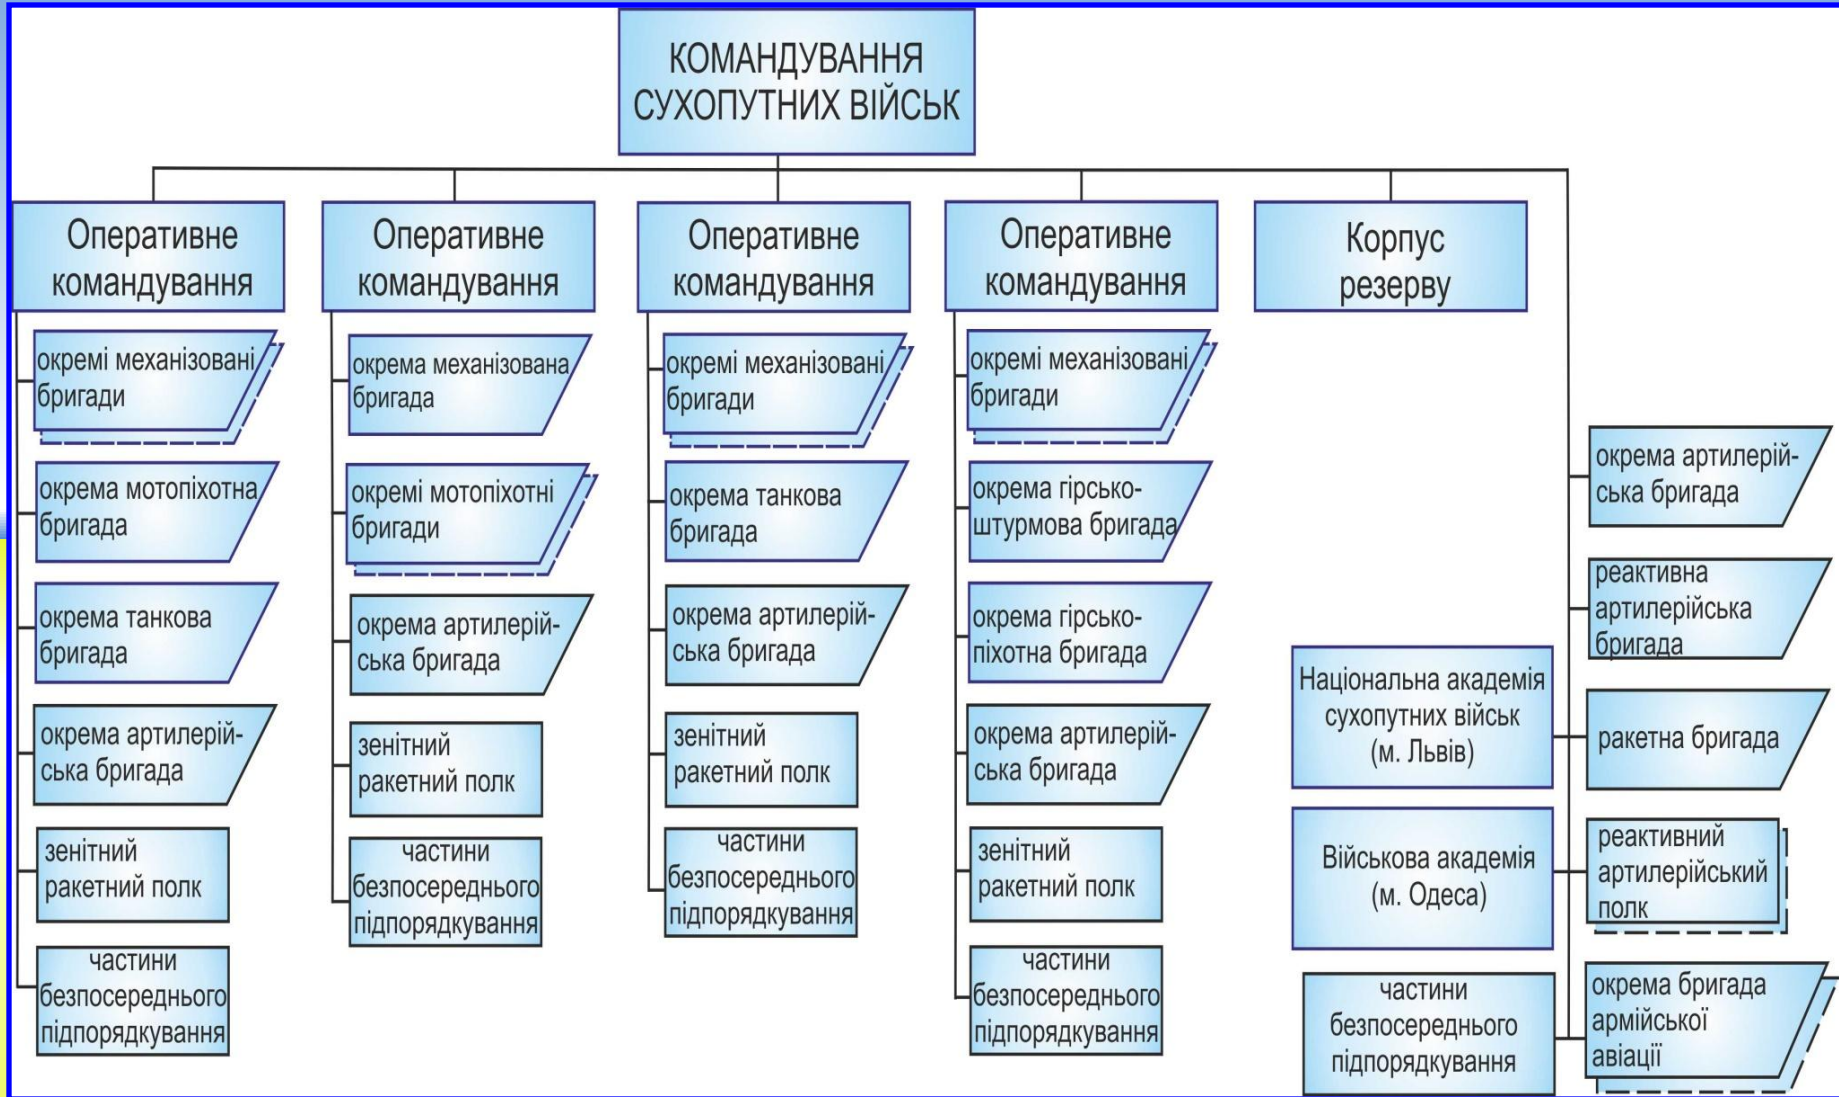 КОМАНДУВАННЯ
СУХОПУТНИХ ВІЙСЬК
Оперативне
командування
окремі механізовані
бригади
окрема мотопіхотна
бригада
окрема танкова
бригада
окрема артилерій-
ська бригада
зенітний
ракетний полк
частини
безпосереднього
підпорядкування
Оперативне
командування
окрема механізована
бригада
окремі мотопіхотні
бригади
окрема артилерій-
ська бригада
зенітний
ракетний полк
частини
безпосереднього
підпорядкування
Оперативне
командування
окремі механізовані
бригади
окрема танкова
бригада
окрема артилерій-
ська бригада
зенітний
ракетний полк
частини
безпосереднього
підпорядкування
Оперативне
командування
окремі механізовані
бригади
окрема гірсько-
штурмова бригада
окрема гірсько-
піхотна бригада
окрема артилерій-
ська бригада
зенітний
ракетний полк
частини
безпосереднього
підпорядкування
Корпус
резерву
Національна академія
сухопутних військ
(м. Львів)
Військова академія
(м. Одеса)
частини
безпосереднього
підпорядкування
окрема артилерій-
ська бригада
реактивна
артилерійська
бригада
ракетна бригада
реактивний
артилерійський
полк
окрема бригада
армійської
авіації